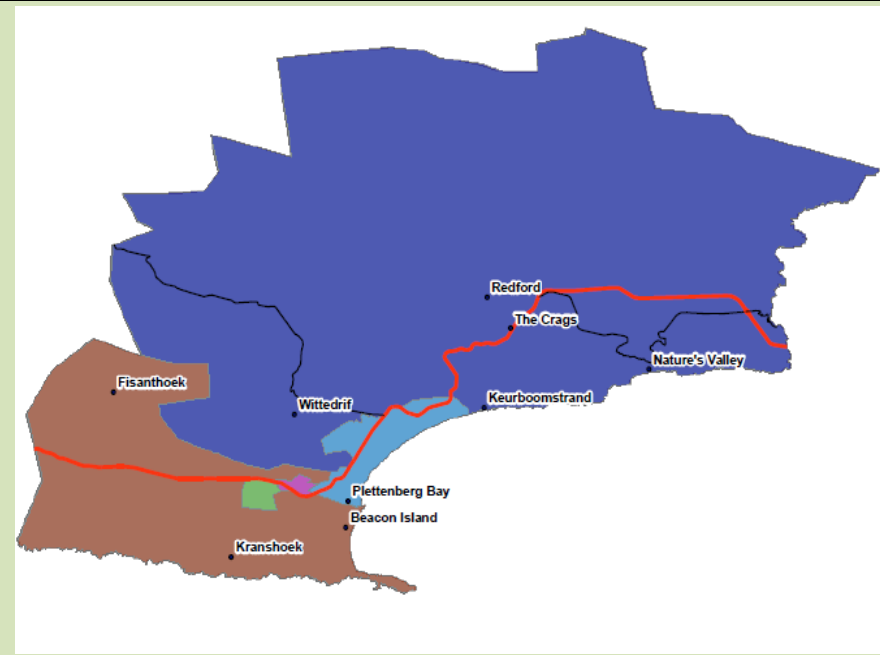 Redford
The Crags
Nature's Valley
Fisanthoek
Keurboomstrand
Wittedrif
Plettenberg Bay
Beacon Island
Kranshoek